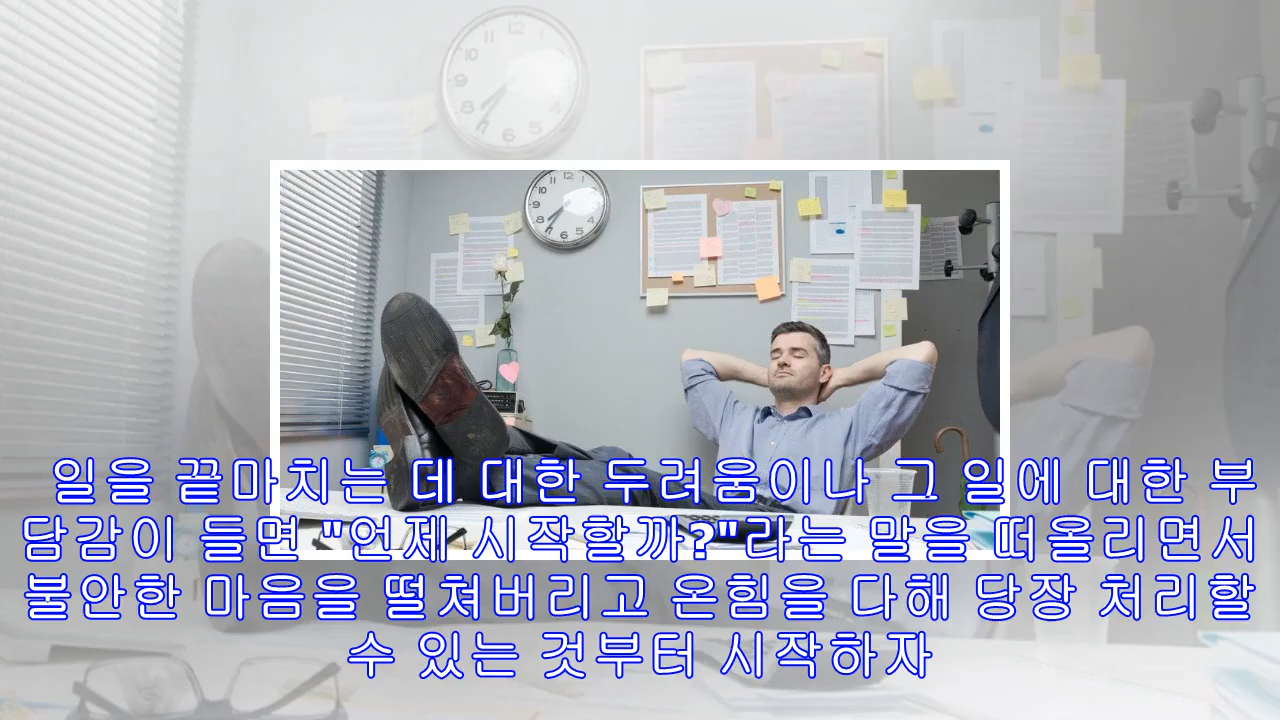 일을 끝마치는 데 대한 두려움이나 그 일에 대한 부
담감이 들면 "언제 시작할까?"라는 말을 떠올리면서
불안한 마음을 떨쳐버리고 온힘을 다해 당장 처리할
수 있는 것부터 시작하자